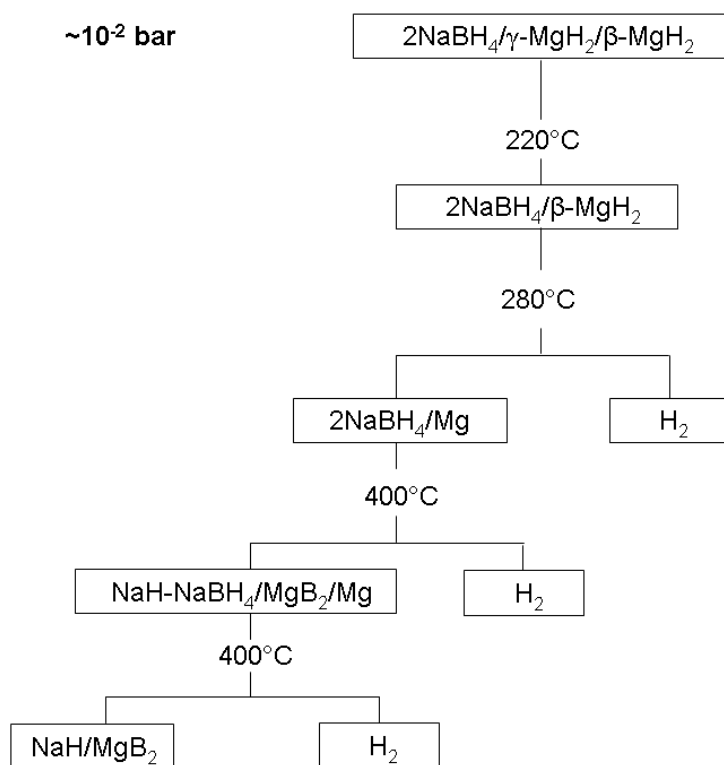 ~10⁻² bar
2NaBH₄/γ-MgH₂/β-MgH₂
220°C
2NaBH₄/β-MgH₂
280°C
2NaBH₄/Mg
H₂
400°C
NaH-NaBH₄/MgB₂/Mg
H₂
400°C
NaH/MgB₂
H₂